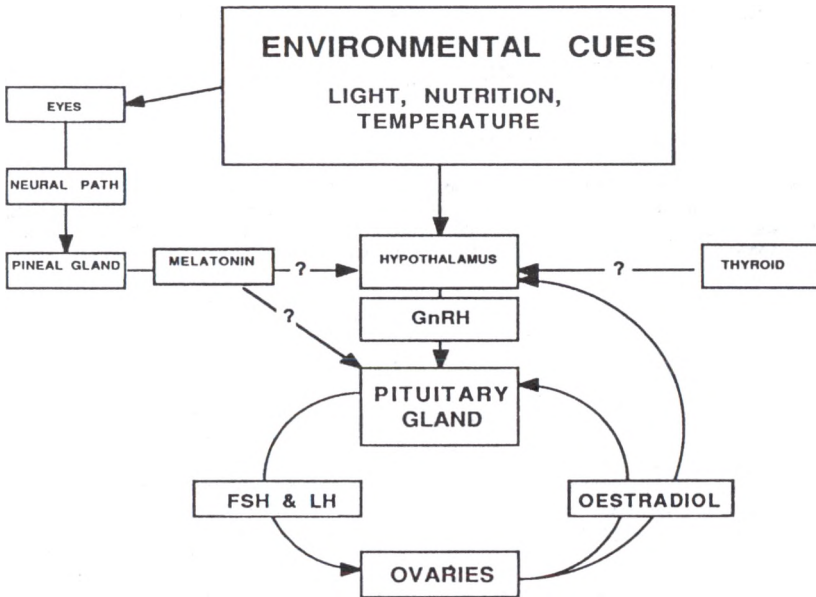 ENVIRONMENTAL CUES
LIGHT, NUTRITION,
TEMPERATURE
EYES
NEURAL PATH
PINEAL GLAND
MELATONIN
?
HYPOTHALAMUS
?
THYROID
?
GnRH
PITUITARY
GLAND
FSH & LH
OESTRADIOL
OVARIES